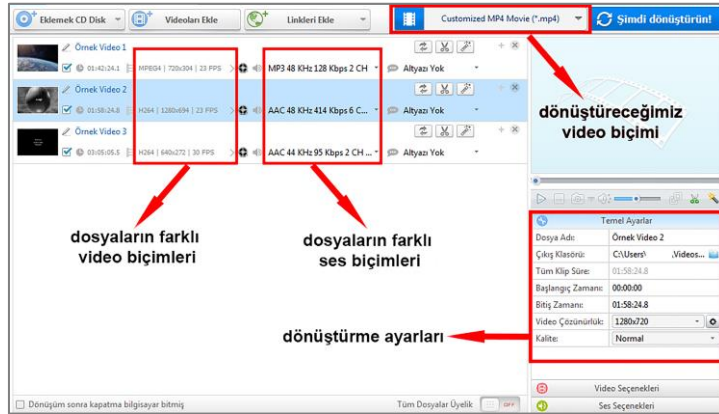 Eklemek CD Disk
Videoları Ekle
Linkleri Ekle
Customized MP4 Movie (*.mp4)
Şimdi dönüştürün!
Örnek Video 1
01:42:24.1
MPEG4 | 720x304 | 23 FPS
MP3 48 KHz 128 Kbps 2 CH
Altyazı Yok
Örnek Video 2
01:58:24.8
H264 | 1280x694 | 23 FPS
AAC 48 KHz 414 Kbps 6 C...
Altyazı Yok
Örnek Video 3
03:05:05.5
H264 | 640x272 | 30 FPS
AAC 44 KHz 95 Kbps 2 CH ...
Altyazı Yok
dönüştüreceğimiz
video biçimi
dosyaların farklı
video biçimleri
dosyaların farklı
ses biçimleri
dönüştürme ayarları
Temel Ayarlar
Dosya Adı:
Örnek Video 2
Çıkış Klasörü:
C:\Users\ ,Videos...
Tüm Klip Süre:
01:58:24.8
Başlangıç Zamanı:
00:00:00
Bitiş Zamanı:
01:58:24.8
Video Çözünürlük:
1280x720
Kalite:
Normal
Video Seçenekleri
Ses Seçenekleri
Dönüşüm sonra kapatma bilgisayar bitmiş
Tüm Dosyalar Üyelik
OFF